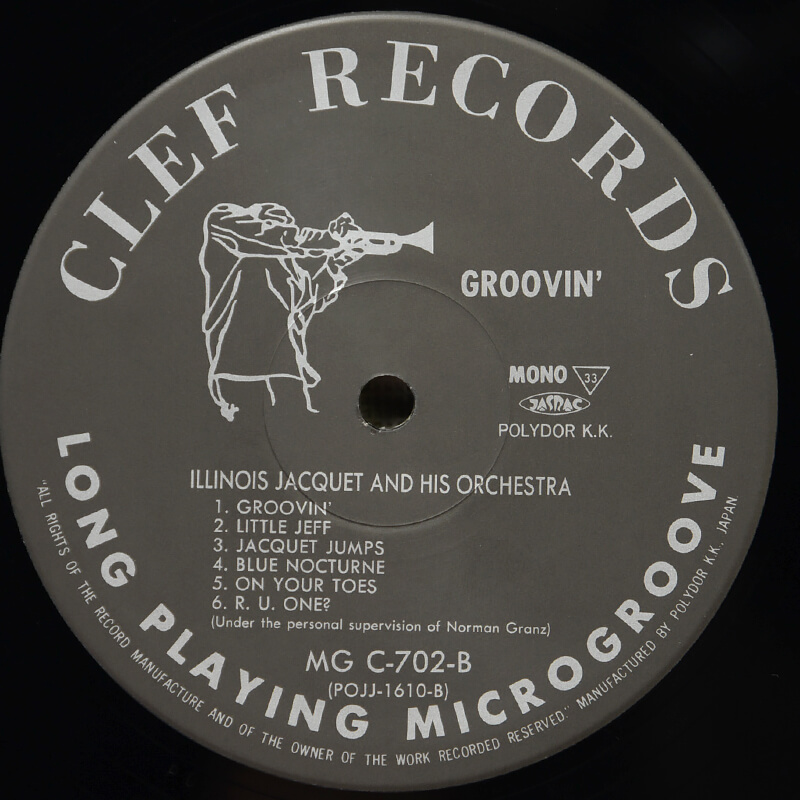 CLEF RECORDS
GROOVIN'
MONO 33
JASRAC
POLYDOR K.K.
ILLINOIS JACQUET AND HIS ORCHESTRA
1. GROOVIN'
2. LITTLE JEFF
3. JACQUET JUMPS
4. BLUE NOCTURNE
5. ON YOUR TOES
6. R. U. ONE?
(Under the personal supervision of Norman Granz)
MG C-702-B
(POJJ-1610-B)
LONG PLAYING MICROGROOVE
"ALL RIGHTS OF THE RECORD MANUFACTURE AND OF THE OWNER OF THE WORK RECORDED RESERVED." MANUFACTURED BY POLYDOR K.K. JAPAN.